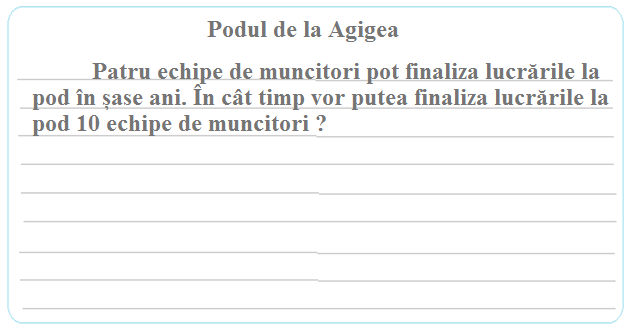 Podul de la Agigea
Patru echipe de muncitori pot finaliza lucrările la
pod în șase ani. În cât timp vor putea finaliza lucrările la
pod 10 echipe de muncitori ?